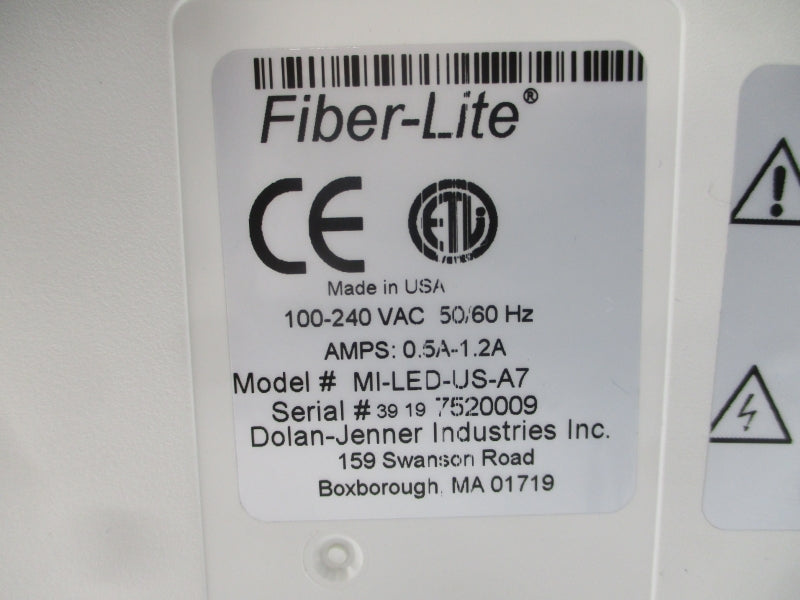 Fiber-Lite®
CE ETL
Made in USA
100-240 VAC 50/60 Hz
AMPS: 0.5A-1.2A
Model # MI-LED-US-A7
Serial # 39 19 7520009
Dolan-Jenner Industries Inc.
159 Swanson Road
Boxborough, MA 01719